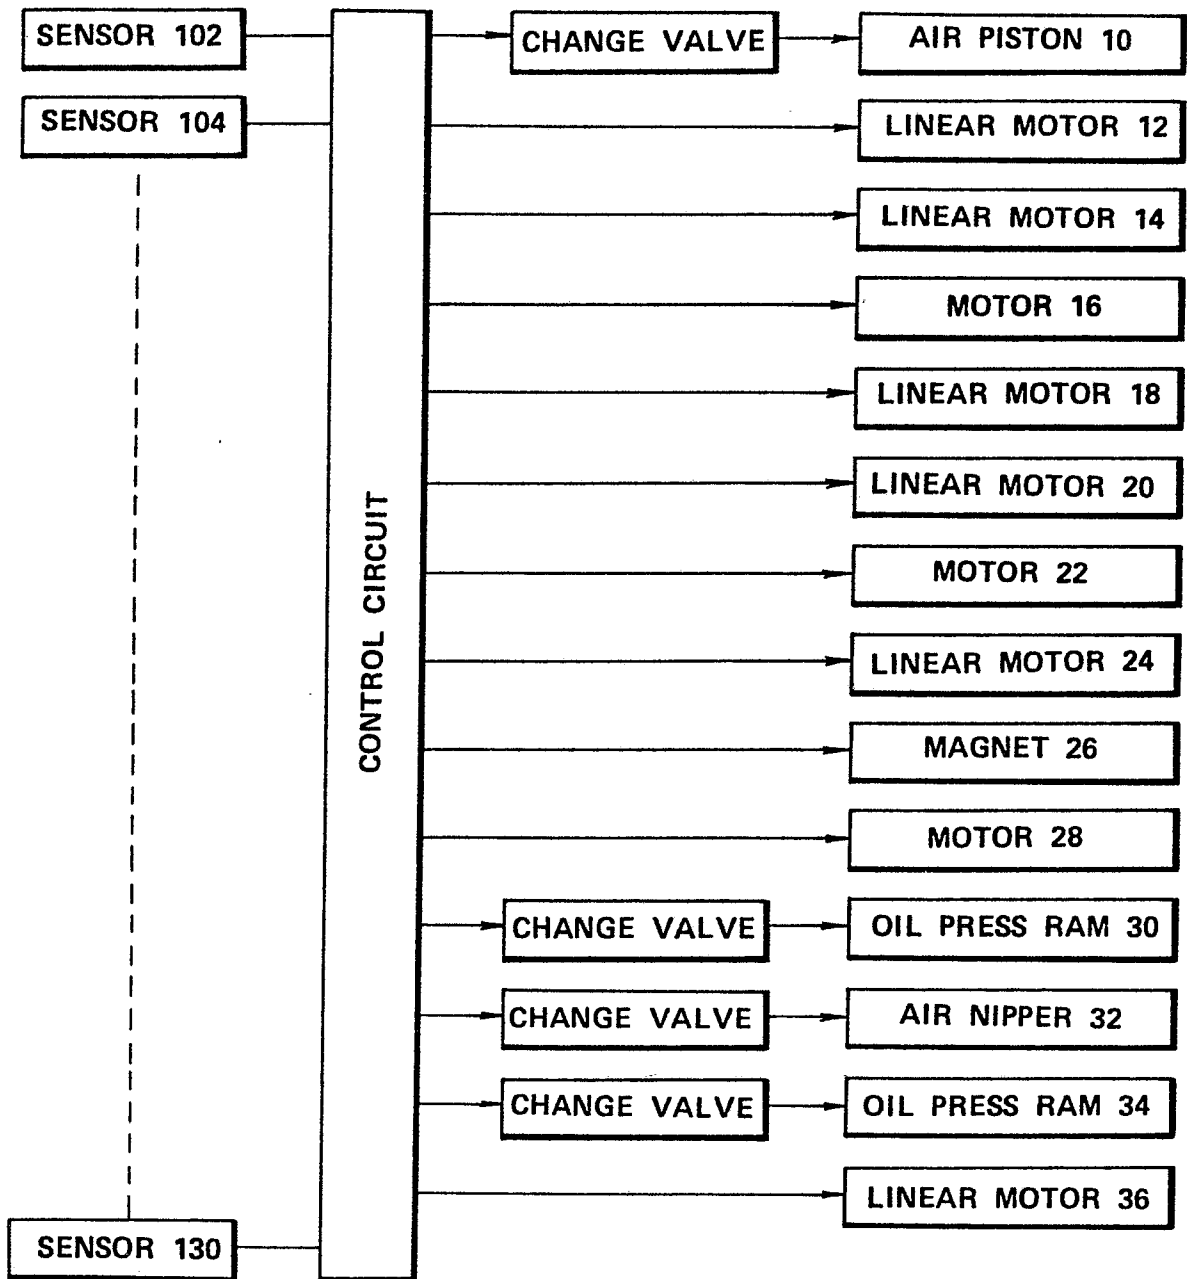 SENSOR 102
CHANGE VALVE
AIR PISTON 10
SENSOR 104
LINEAR MOTOR 12
LINEAR MOTOR 14
MOTOR 16
LINEAR MOTOR 18
LINEAR MOTOR 20
CONTROL CIRCUIT
MOTOR 22
LINEAR MOTOR 24
MAGNET 26
MOTOR 28
CHANGE VALVE
OIL PRESS RAM 30
CHANGE VALVE
AIR NIPPER 32
CHANGE VALVE
OIL PRESS RAM 34
LINEAR MOTOR 36
SENSOR 130